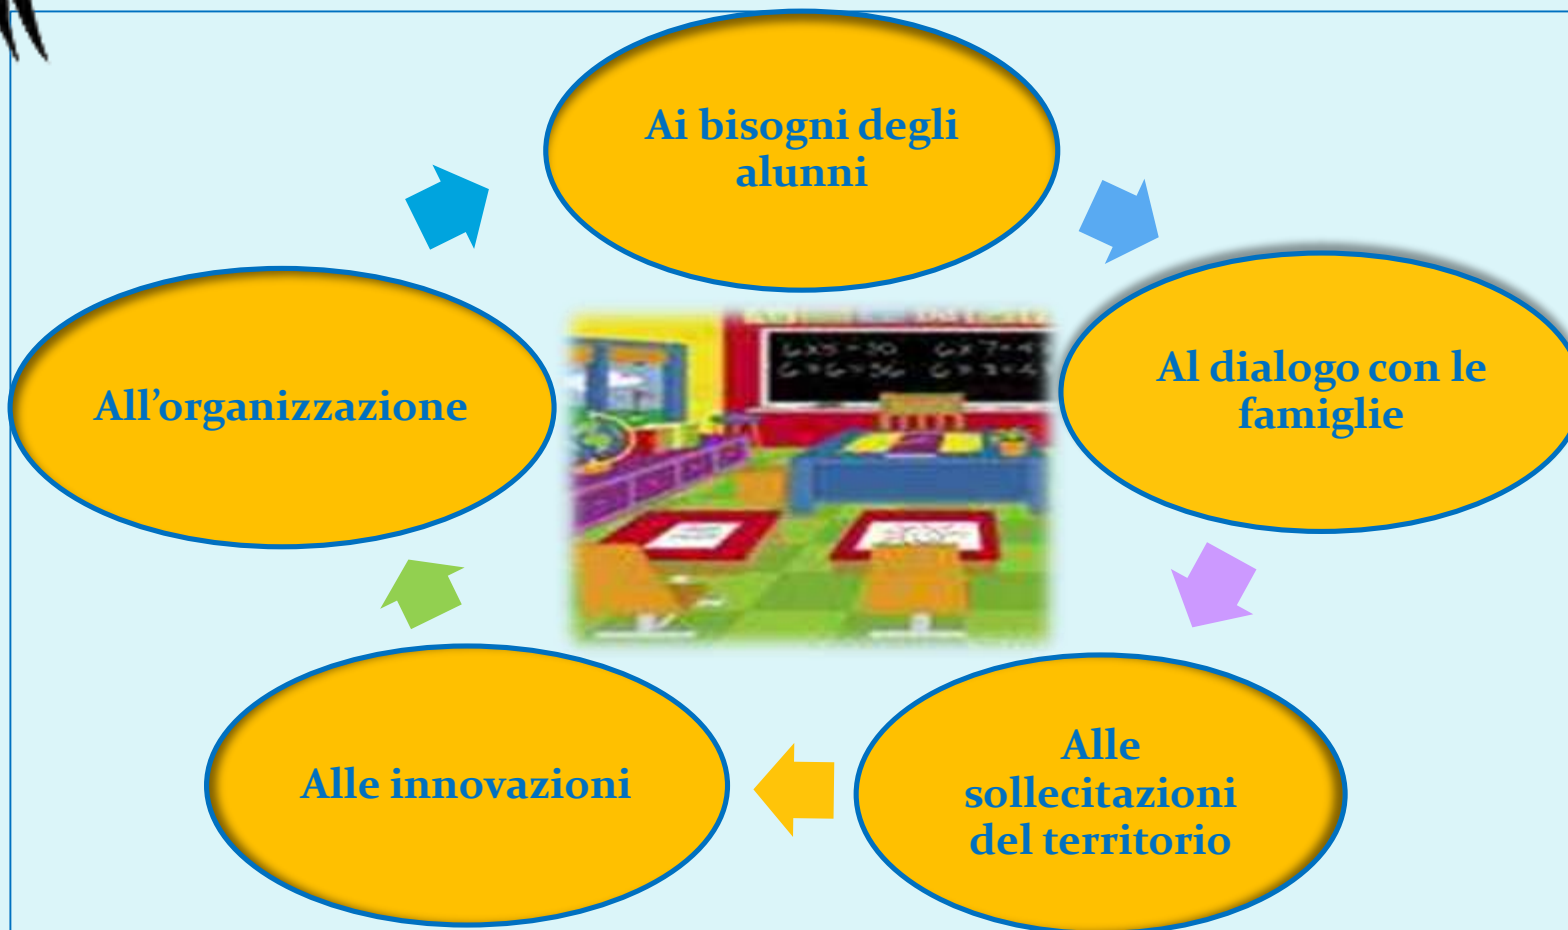 Ai bisogni degli
alunni
Al dialogo con le
famiglie
Alle
sollecitazioni
del territorio
Alle innovazioni
All’organizzazione